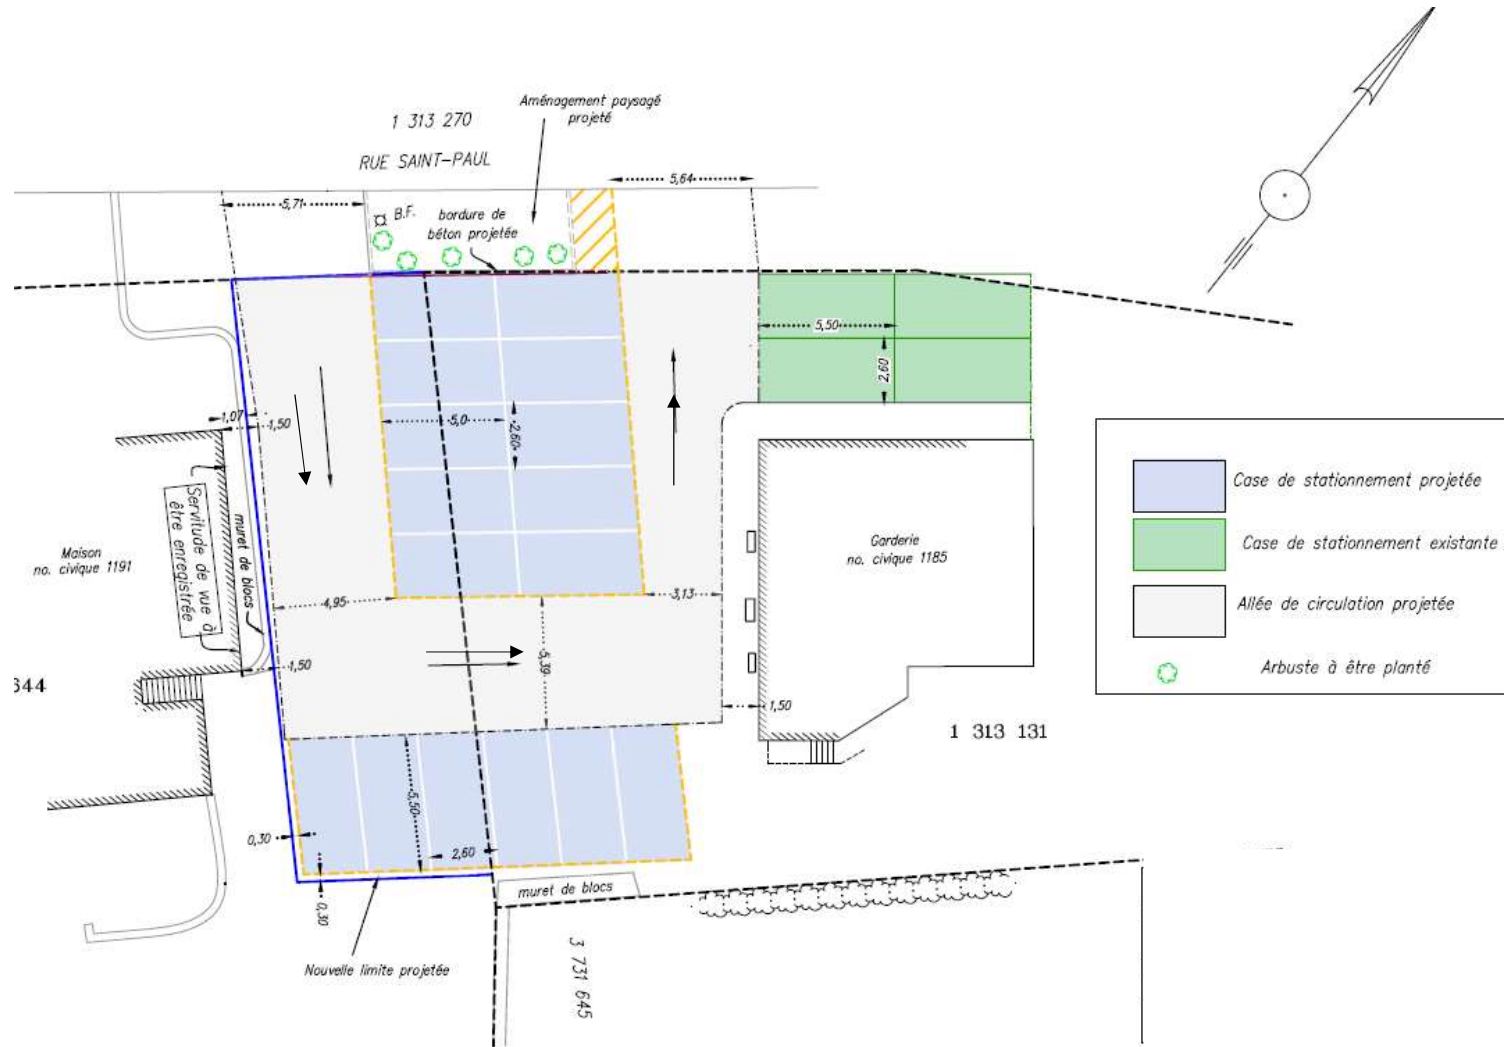 Aménagement paysagé
projeté
1 313 270
RUE SAINT-PAUL
5,64
5,71
B.F.
bordure de
béton projetée
5,50
2,60
1,07
1,50
5,0
2,60
Servitude de vue à
être enregistrée
muret de blocs
Maison
no. civique 1191
Garderie
no. civique 1185
4,95
3,13
5,39
1,50
1,50
644
1 313 131
5,50
2,60
0,30
0,30
muret de blocs
Nouvelle limite projetée
3 731 645
Case de stationnement projetée
Case de stationnement existante
Allée de circulation projetée
Arbuste à être planté